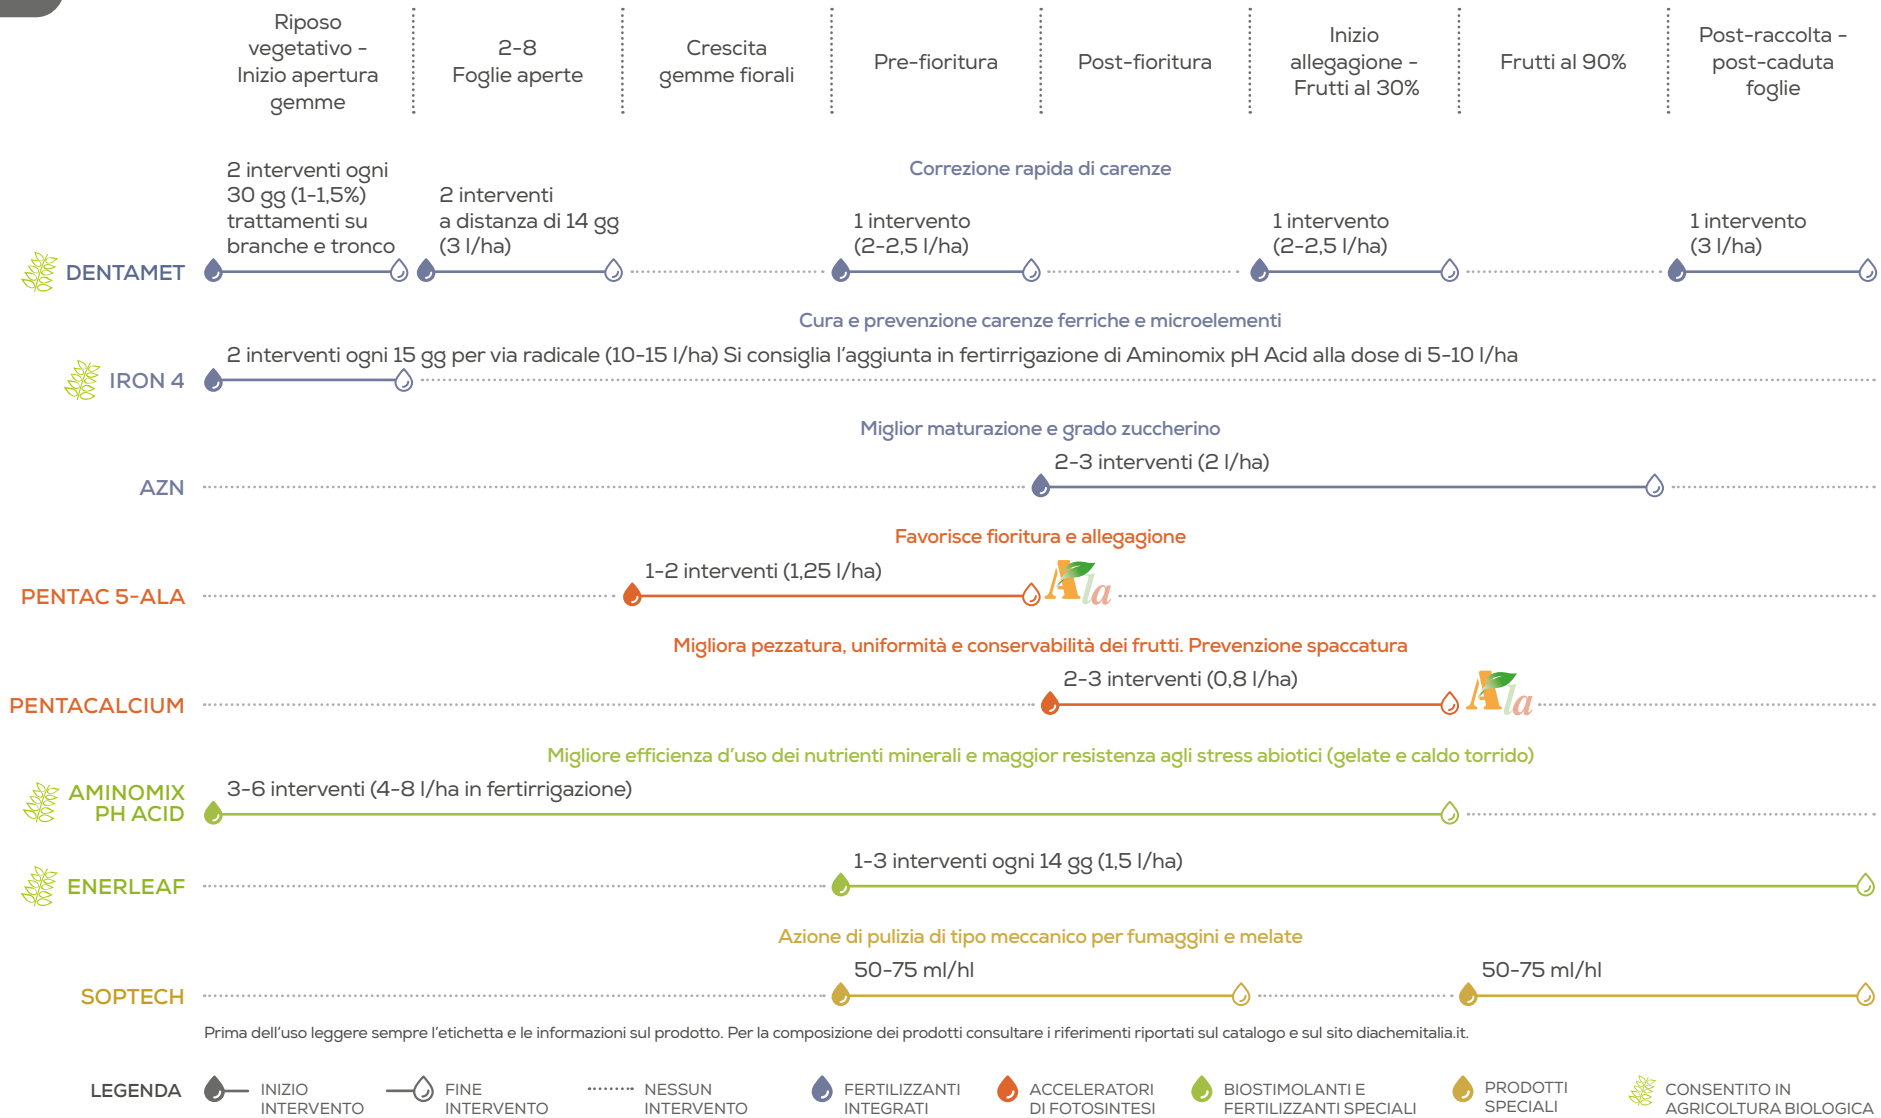 Riposo
vegetativo -
Inizio apertura
gemme
2-8
Foglie aperte
Crescita
gemme fiorali
Pre-fioritura
Post-fioritura
Inizio
allegagione -
Frutti al 30%
Frutti al 90%
Post-raccolta -
post-caduta
foglie
Correzione rapida di carenze
2 interventi ogni
30 gg (1-1,5%)
trattamenti su
branche e tronco
2 interventi
a distanza di 14 gg
(3 l/ha)
1 intervento
(2-2,5 l/ha)
1 intervento
(2-2,5 l/ha)
1 intervento
(3 l/ha)
DENTAMET
Cura e prevenzione carenze ferriche e microelementi
2 interventi ogni 15 gg per via radicale (10-15 l/ha) Si consiglia l'aggiunta in fertirrigazione di Aminomix pH Acid alla dose di 5-10 l/ha
IRON 4
Miglior maturazione e grado zuccherino
2-3 interventi (2 l/ha)
AZN
Favorisce fioritura e allegagione
1-2 interventi (1,25 l/ha)
PENTAC 5-ALA
Ala
Migliora pezzatura, uniformità e conservabilità dei frutti. Prevenzione spaccatura
2-3 interventi (0,8 l/ha)
PENTACALCIUM
Ala
Migliore efficienza d'uso dei nutrienti minerali e maggior resistenza agli stress abiotici (gelate e caldo torrido)
3-6 interventi (4-8 l/ha in fertirrigazione)
AMINOMIX
PH ACID
1-3 interventi ogni 14 gg (1,5 l/ha)
ENERLEAF
Azione di pulizia di tipo meccanico per fumaggini e melate
50-75 ml/hl
50-75 ml/hl
SOPTECH
Prima dell'uso leggere sempre l'etichetta e le informazioni sul prodotto. Per la composizione dei prodotti consultare i riferimenti riportati sul catalogo e sul sito diachemitalia.it.
LEGENDA
INIZIO
INTERVENTO
FINE
INTERVENTO
NESSUN
INTERVENTO
FERTILIZZANTI
INTEGRATI
ACCELERATORI
DI FOTOSINTESI
BIOSTIMOLANTI E
FERTILIZZANTI SPECIALI
PRODOTTI
SPECIALI
CONSENTITO IN
AGRICOLTURA BIOLOGICA